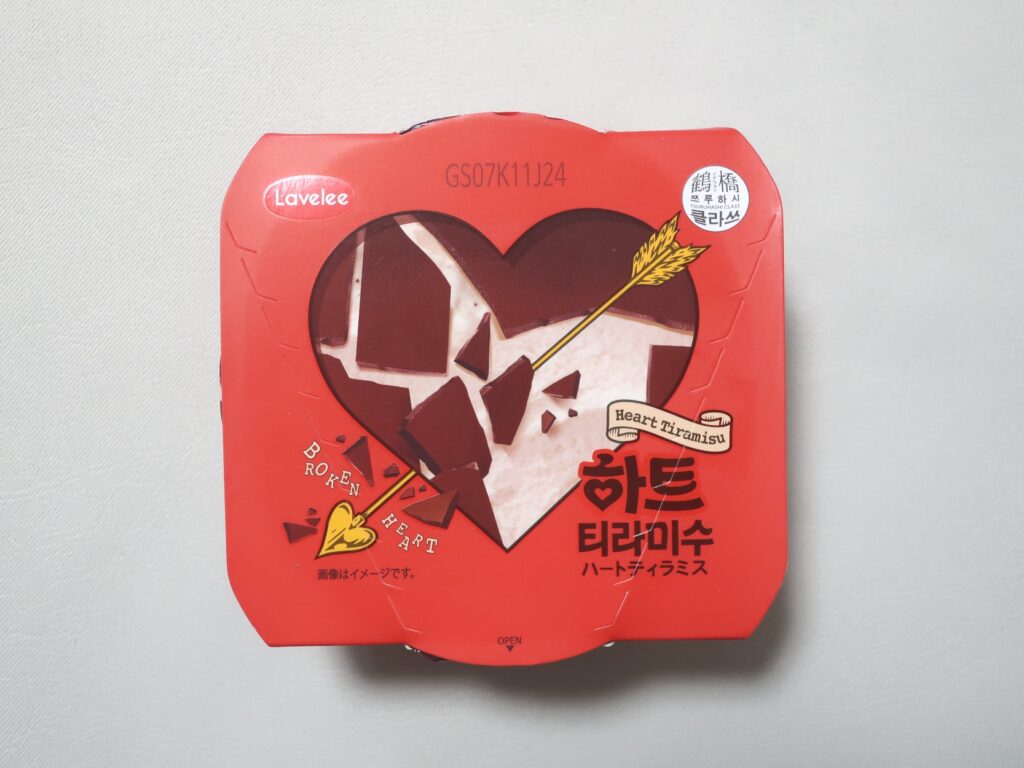 GS07K11J24
Lavelee
鶴橋
쯔루하시
TSURUHASHI CLASS
클라쓰
Heart Tiramisu
하트
티라미수
ハートティラミス
BROKEN
HEART
画像はイメージです。
OPEN